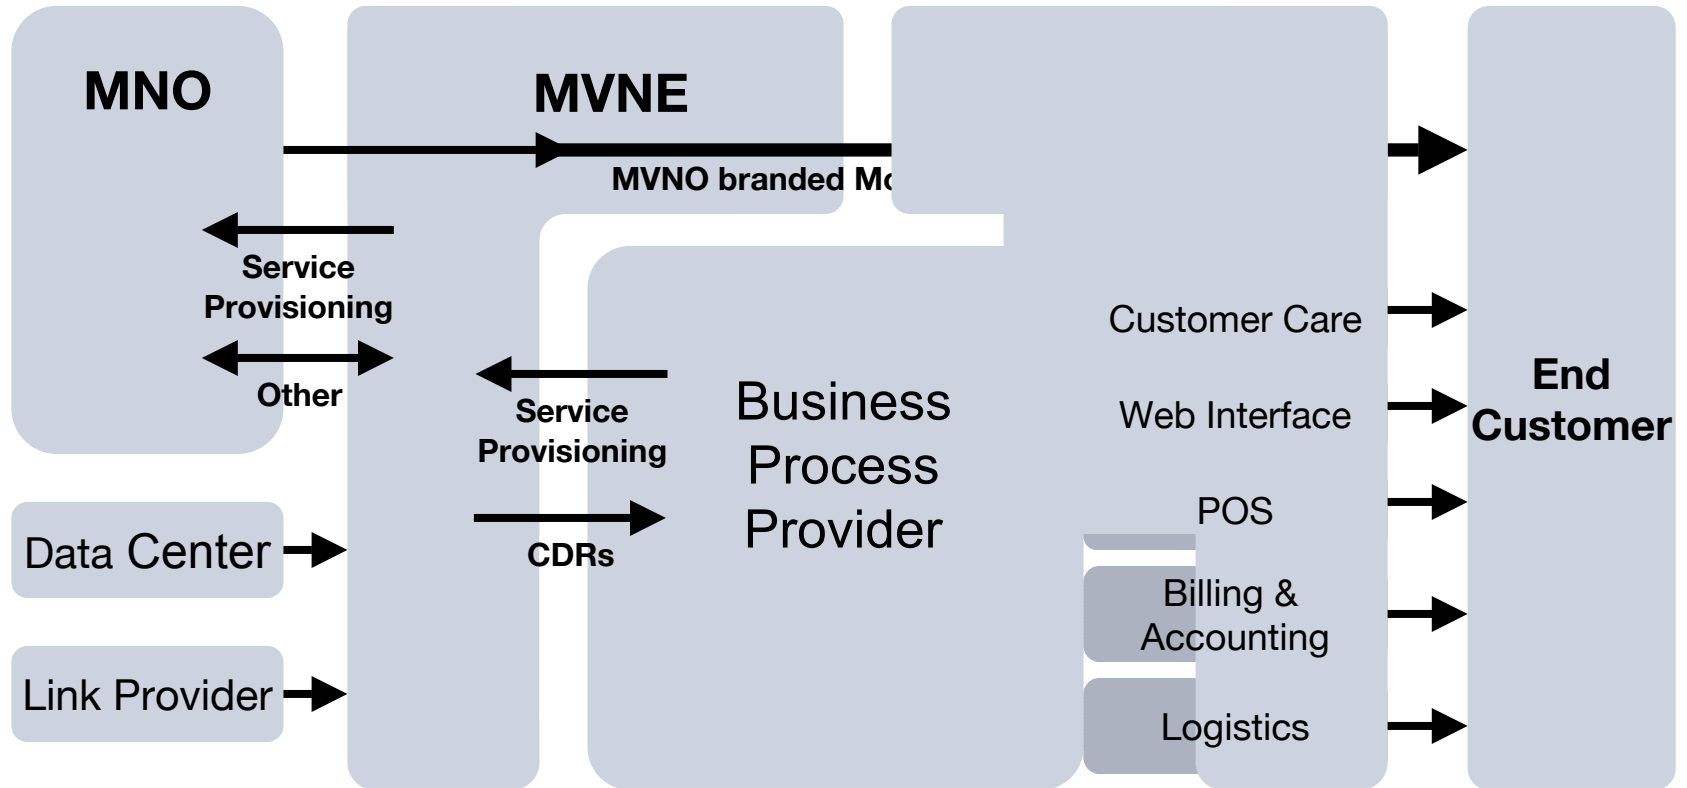 MNO
MVNE
MVNO branded Mo
Service
Provisioning
Other
Service
Provisioning
CDRs
Business
Process
Provider
Data Center
Link Provider
Customer Care
Web Interface
POS
Billing &
Accounting
Logistics
End
Customer